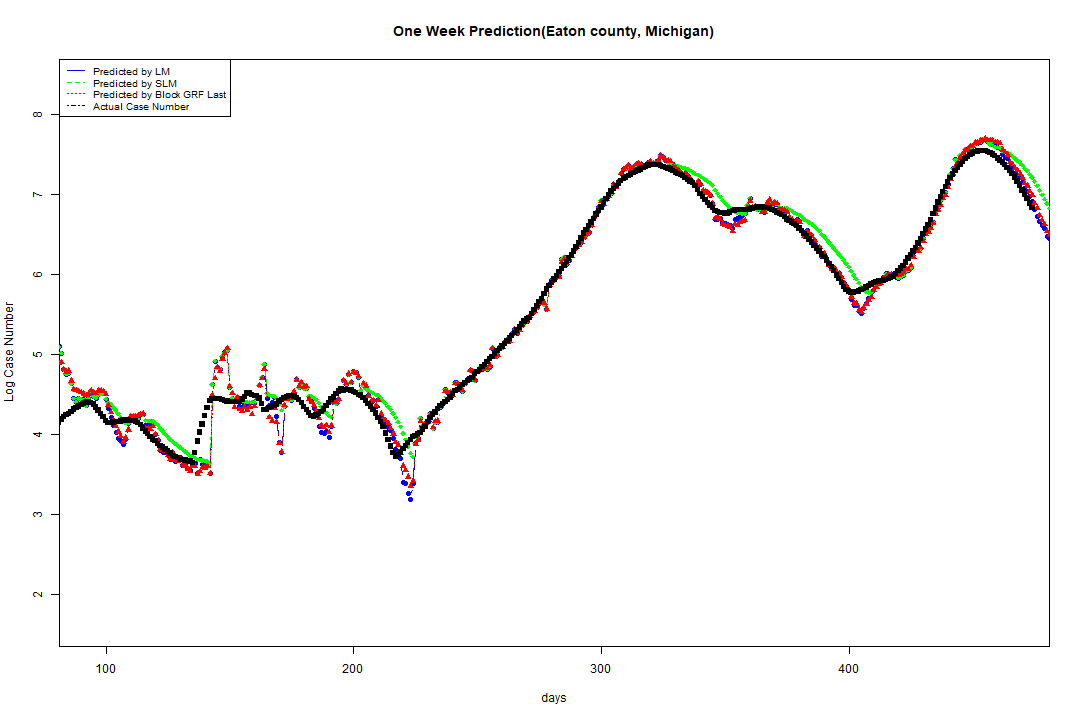 One Week Prediction(Eaton county, Michigan)
Predicted by LM
Predicted by SLM
Predicted by Block GRF Last
Actual Case Number
Log Case Number
8
7
6
5
4
3
2
100 200 300 400
days